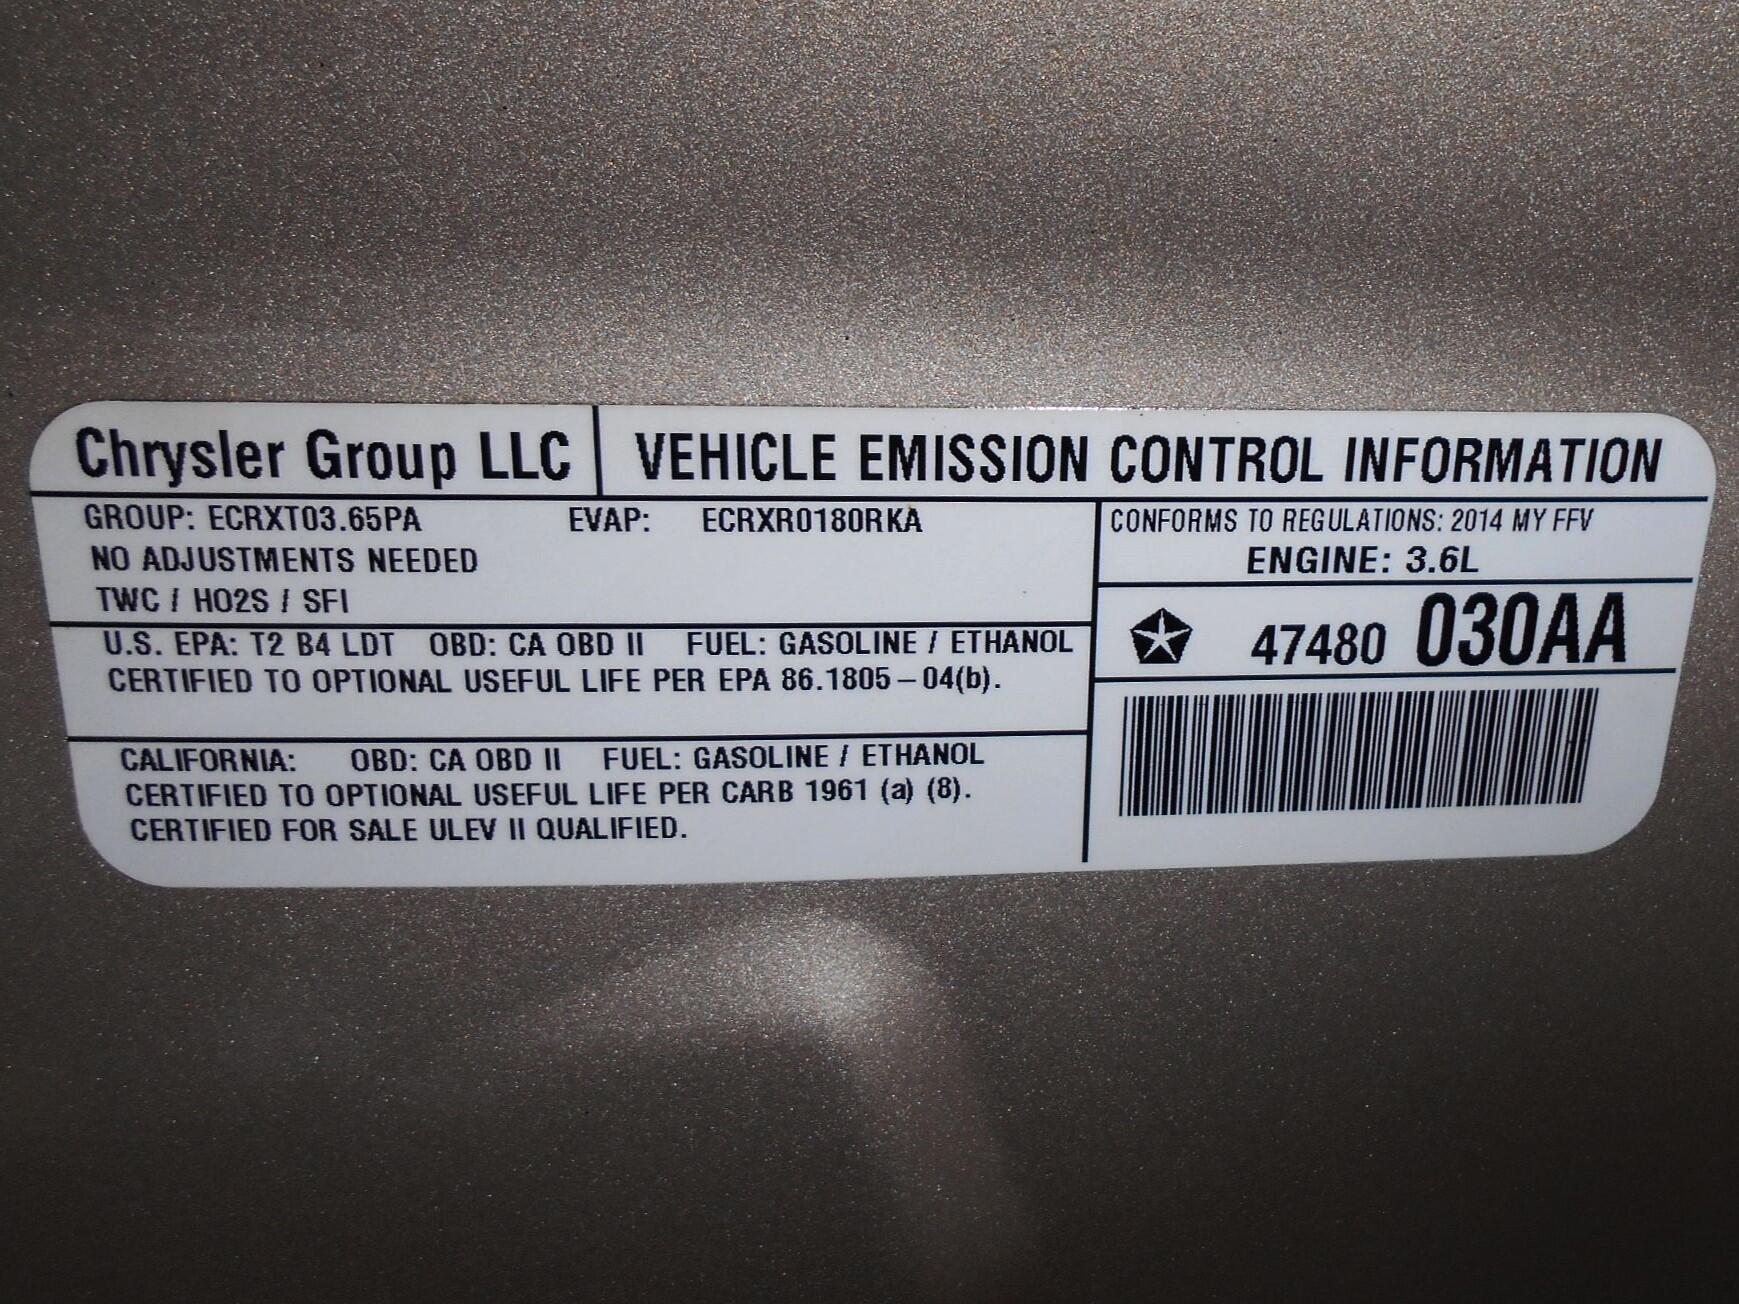 Chrysler Group LLC VEHICLE EMISSION CONTROL INFORMATION
GROUP: ECRXT03.65PA EVAP: ECRXR0180RKA
NO ADJUSTMENTS NEEDED
TWC / HO2S / SFI
U.S. EPA: T2 B4 LDT OBD: CA OBD II FUEL: GASOLINE / ETHANOL
CERTIFIED TO OPTIONAL USEFUL LIFE PER EPA 86.1805–04(b).
CALIFORNIA: OBD: CA OBD II FUEL: GASOLINE / ETHANOL
CERTIFIED TO OPTIONAL USEFUL LIFE PER CARB 1961 (a) (8).
CERTIFIED FOR SALE ULEV II QUALIFIED.
CONFORMS TO REGULATIONS: 2014 MY FFV
ENGINE: 3.6L
47480 030AA